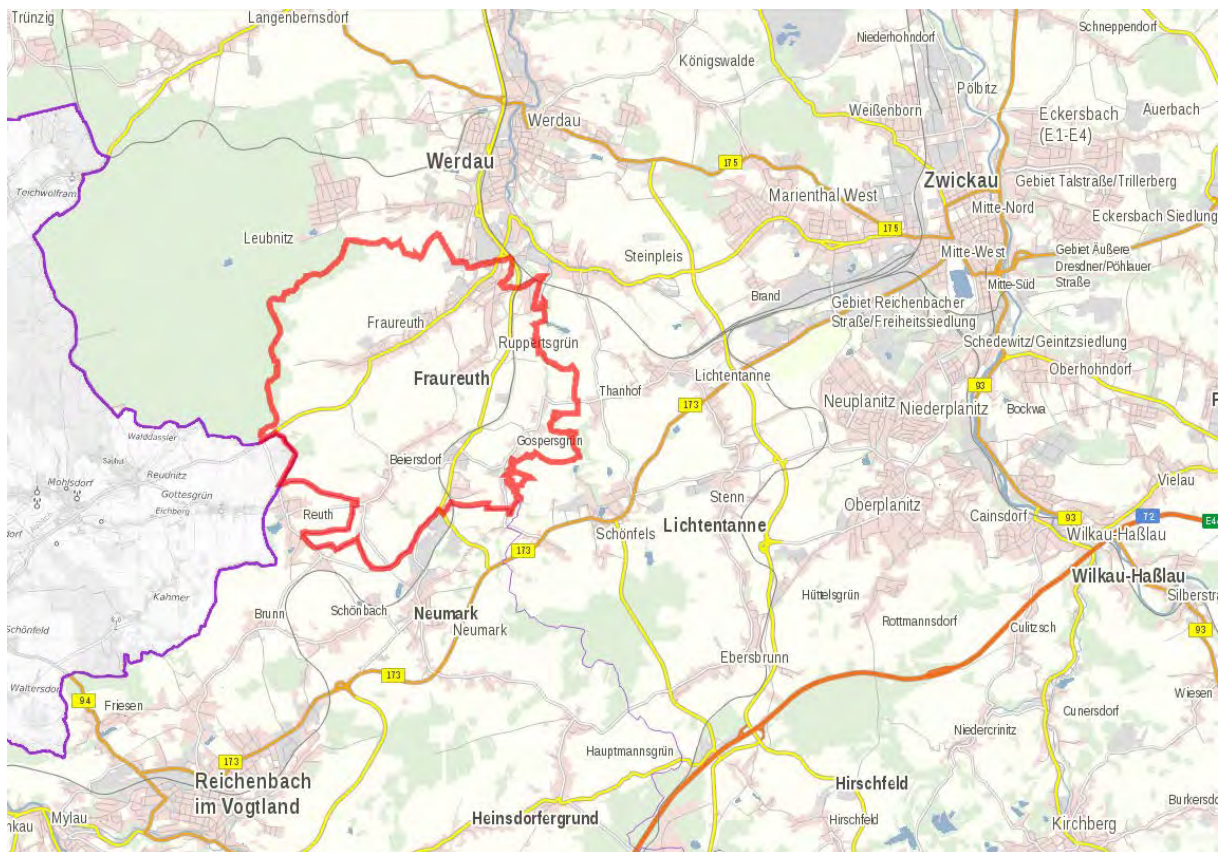 Trünzig
Langenbernsdorf
Schneppendorf
Niederhohndorf
Königswalde
Pölbitz
Weißenborn
Eckersbach
(E1-E4)
Auerbach
Werdau
Werdau
175
Marienthal West
Zwickau
Gebiet Talstraße/Trillerberg
Teichwolfram
Mitte-Nord
Eckersbach Siedlung
Leubnitz
175
Steinpleis
Mitte-West
Gebiet Äußere
Dresdner/Pöhlauer
Straße
Mitte-Süd
Brand
Gebiet Reichenbacher
Straße/Freiheitssiedlung
Fraureuth
Ruppertsgrün
Schedewitz/Geinitzsiedlung
Oberhohndorf
Fraureuth
Thanhof
Lichtentanne
93
173
Neuplanitz
Niederplanitz
Bockwa
Walddassler
Gospersgrün
Beiersdorf
Reudnitz
Mohlsdorf
Gottesgrün
Eichberg
Vielau
Stenn
Oberplanitz
Reuth
Cainsdorf
93
72
Schönfels
Lichtentanne
Wilkau-Haßlau
173
Wilkau-Haßlau
Kahmer
Hüttelsgrün
Brunn
Schönbach
Neumark
Neumark
Rottmannsdorf
Culitzsch
93
Schönfeld
Ebersbrunn
173
94
Friesen
Wiesen
Cunersdorf
Niedercrinitz
Hauptmannsgrün
173
Reichenbach
im Vogtland
Hirschfeld
Heinsdorfergrund
Hirschfeld
Mylau
Kirchberg